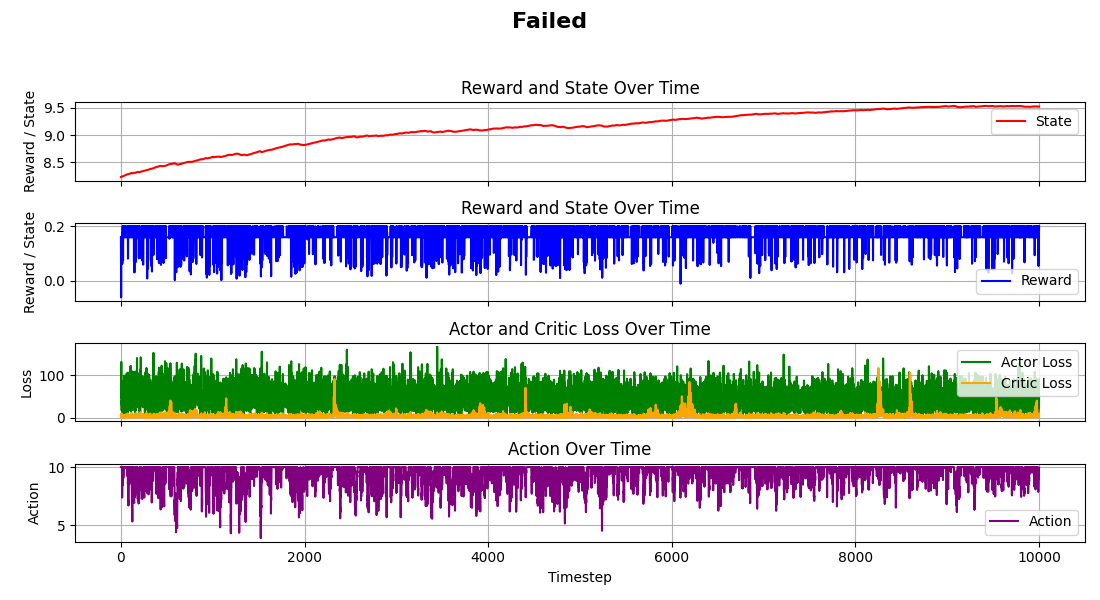 Failed
Reward and State Over Time
Reward / State
9.5
9.0
8.5
State
Reward and State Over Time
Reward / State
0.2
0.0
Reward
Actor and Critic Loss Over Time
Loss
100
0
Actor Loss
Critic Loss
Action Over Time
Action
10
5
Action
0 2000 4000 6000 8000 10000
Timestep